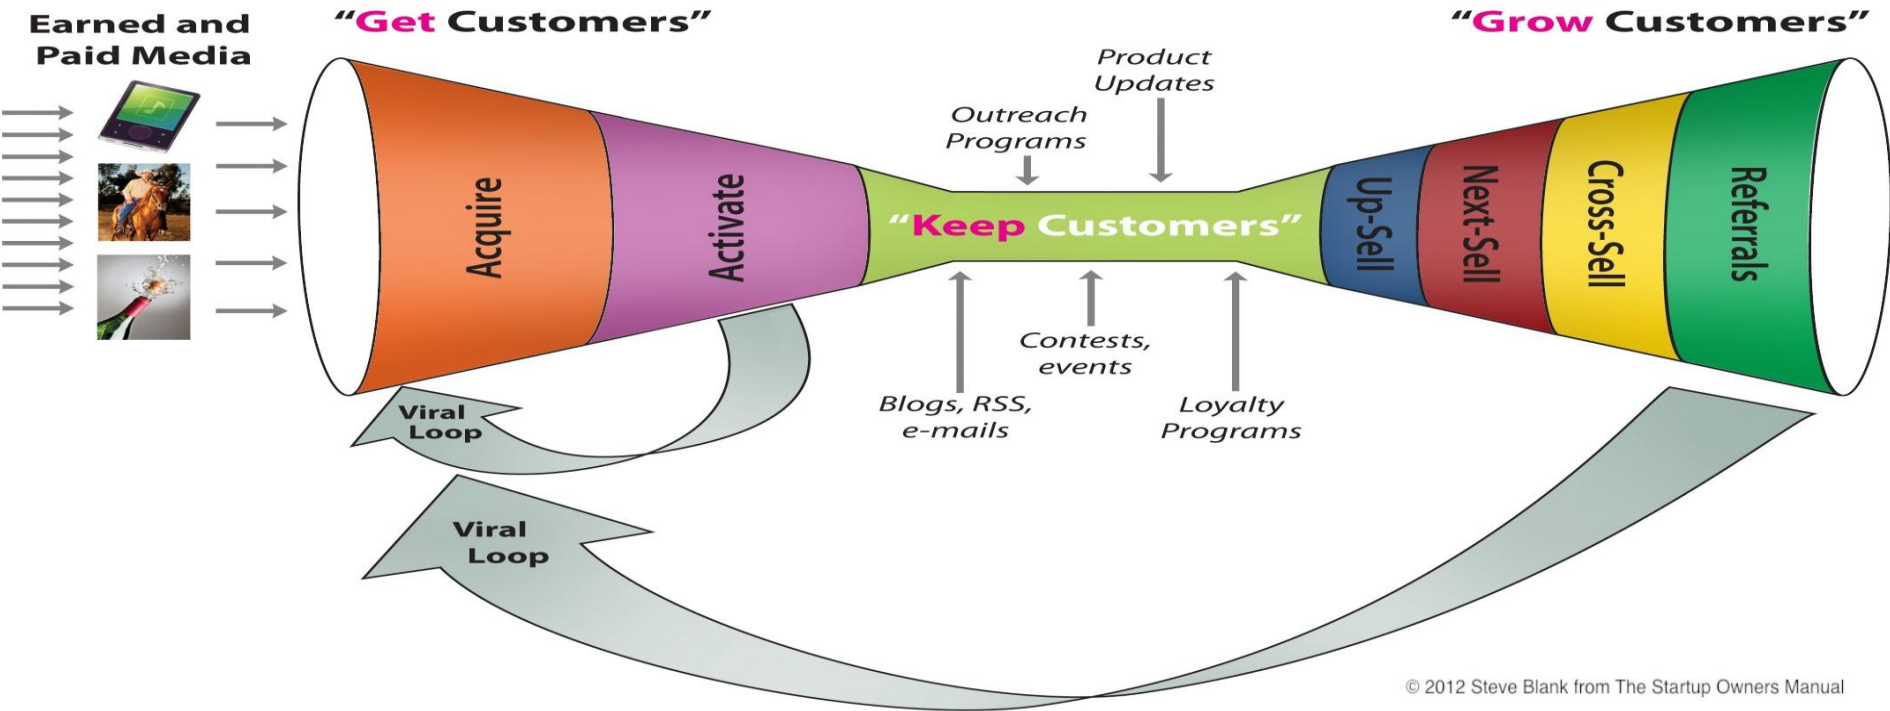 Earned and
Paid Media
“Get Customers”
“Grow Customers”
Product
Updates
Outreach
Programs
Acquire
Activate
“Keep Customers”
Up-Sell
Next-Sell
Cross-Sell
Referrals
Contests,
events
Blogs, RSS,
e-mails
Loyalty
Programs
Viral
Loop
Viral
Loop
© 2012 Steve Blank from The Startup Owners Manual